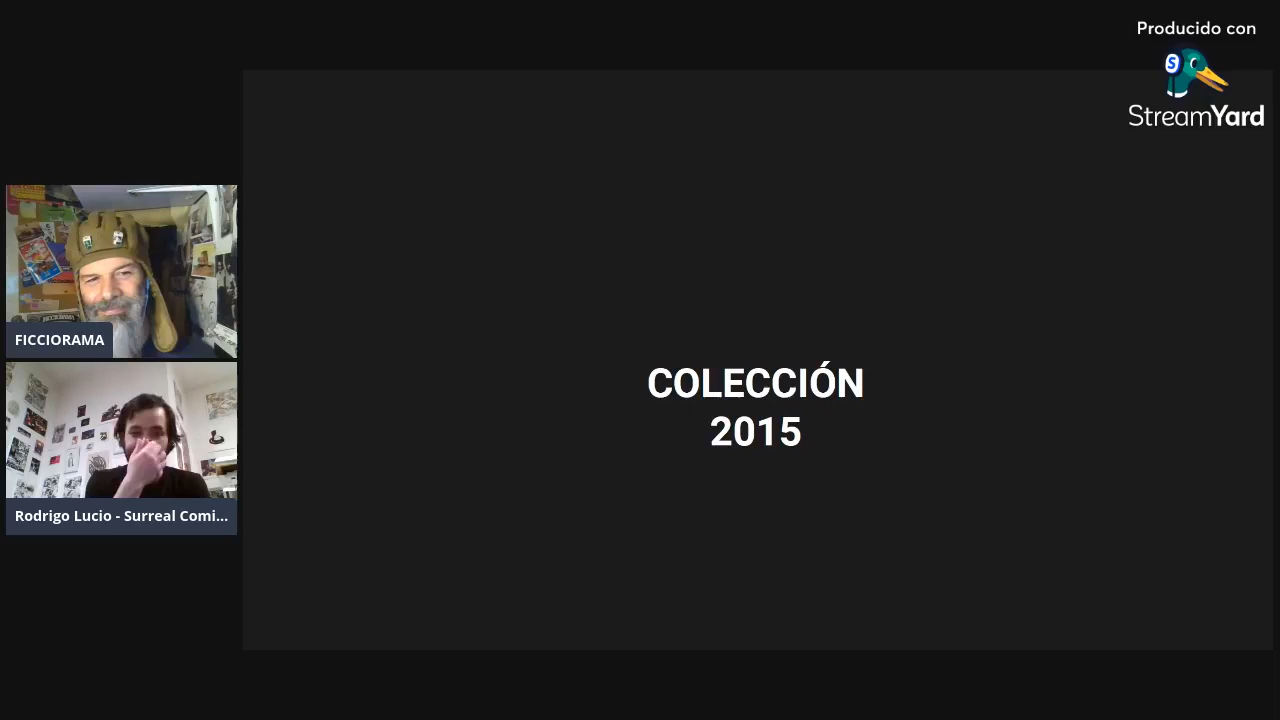 Producido con
StreamYard
FICCIORAMA
Rodrigo Lucio - Surreal Comi...
COLECCIÓN
2015